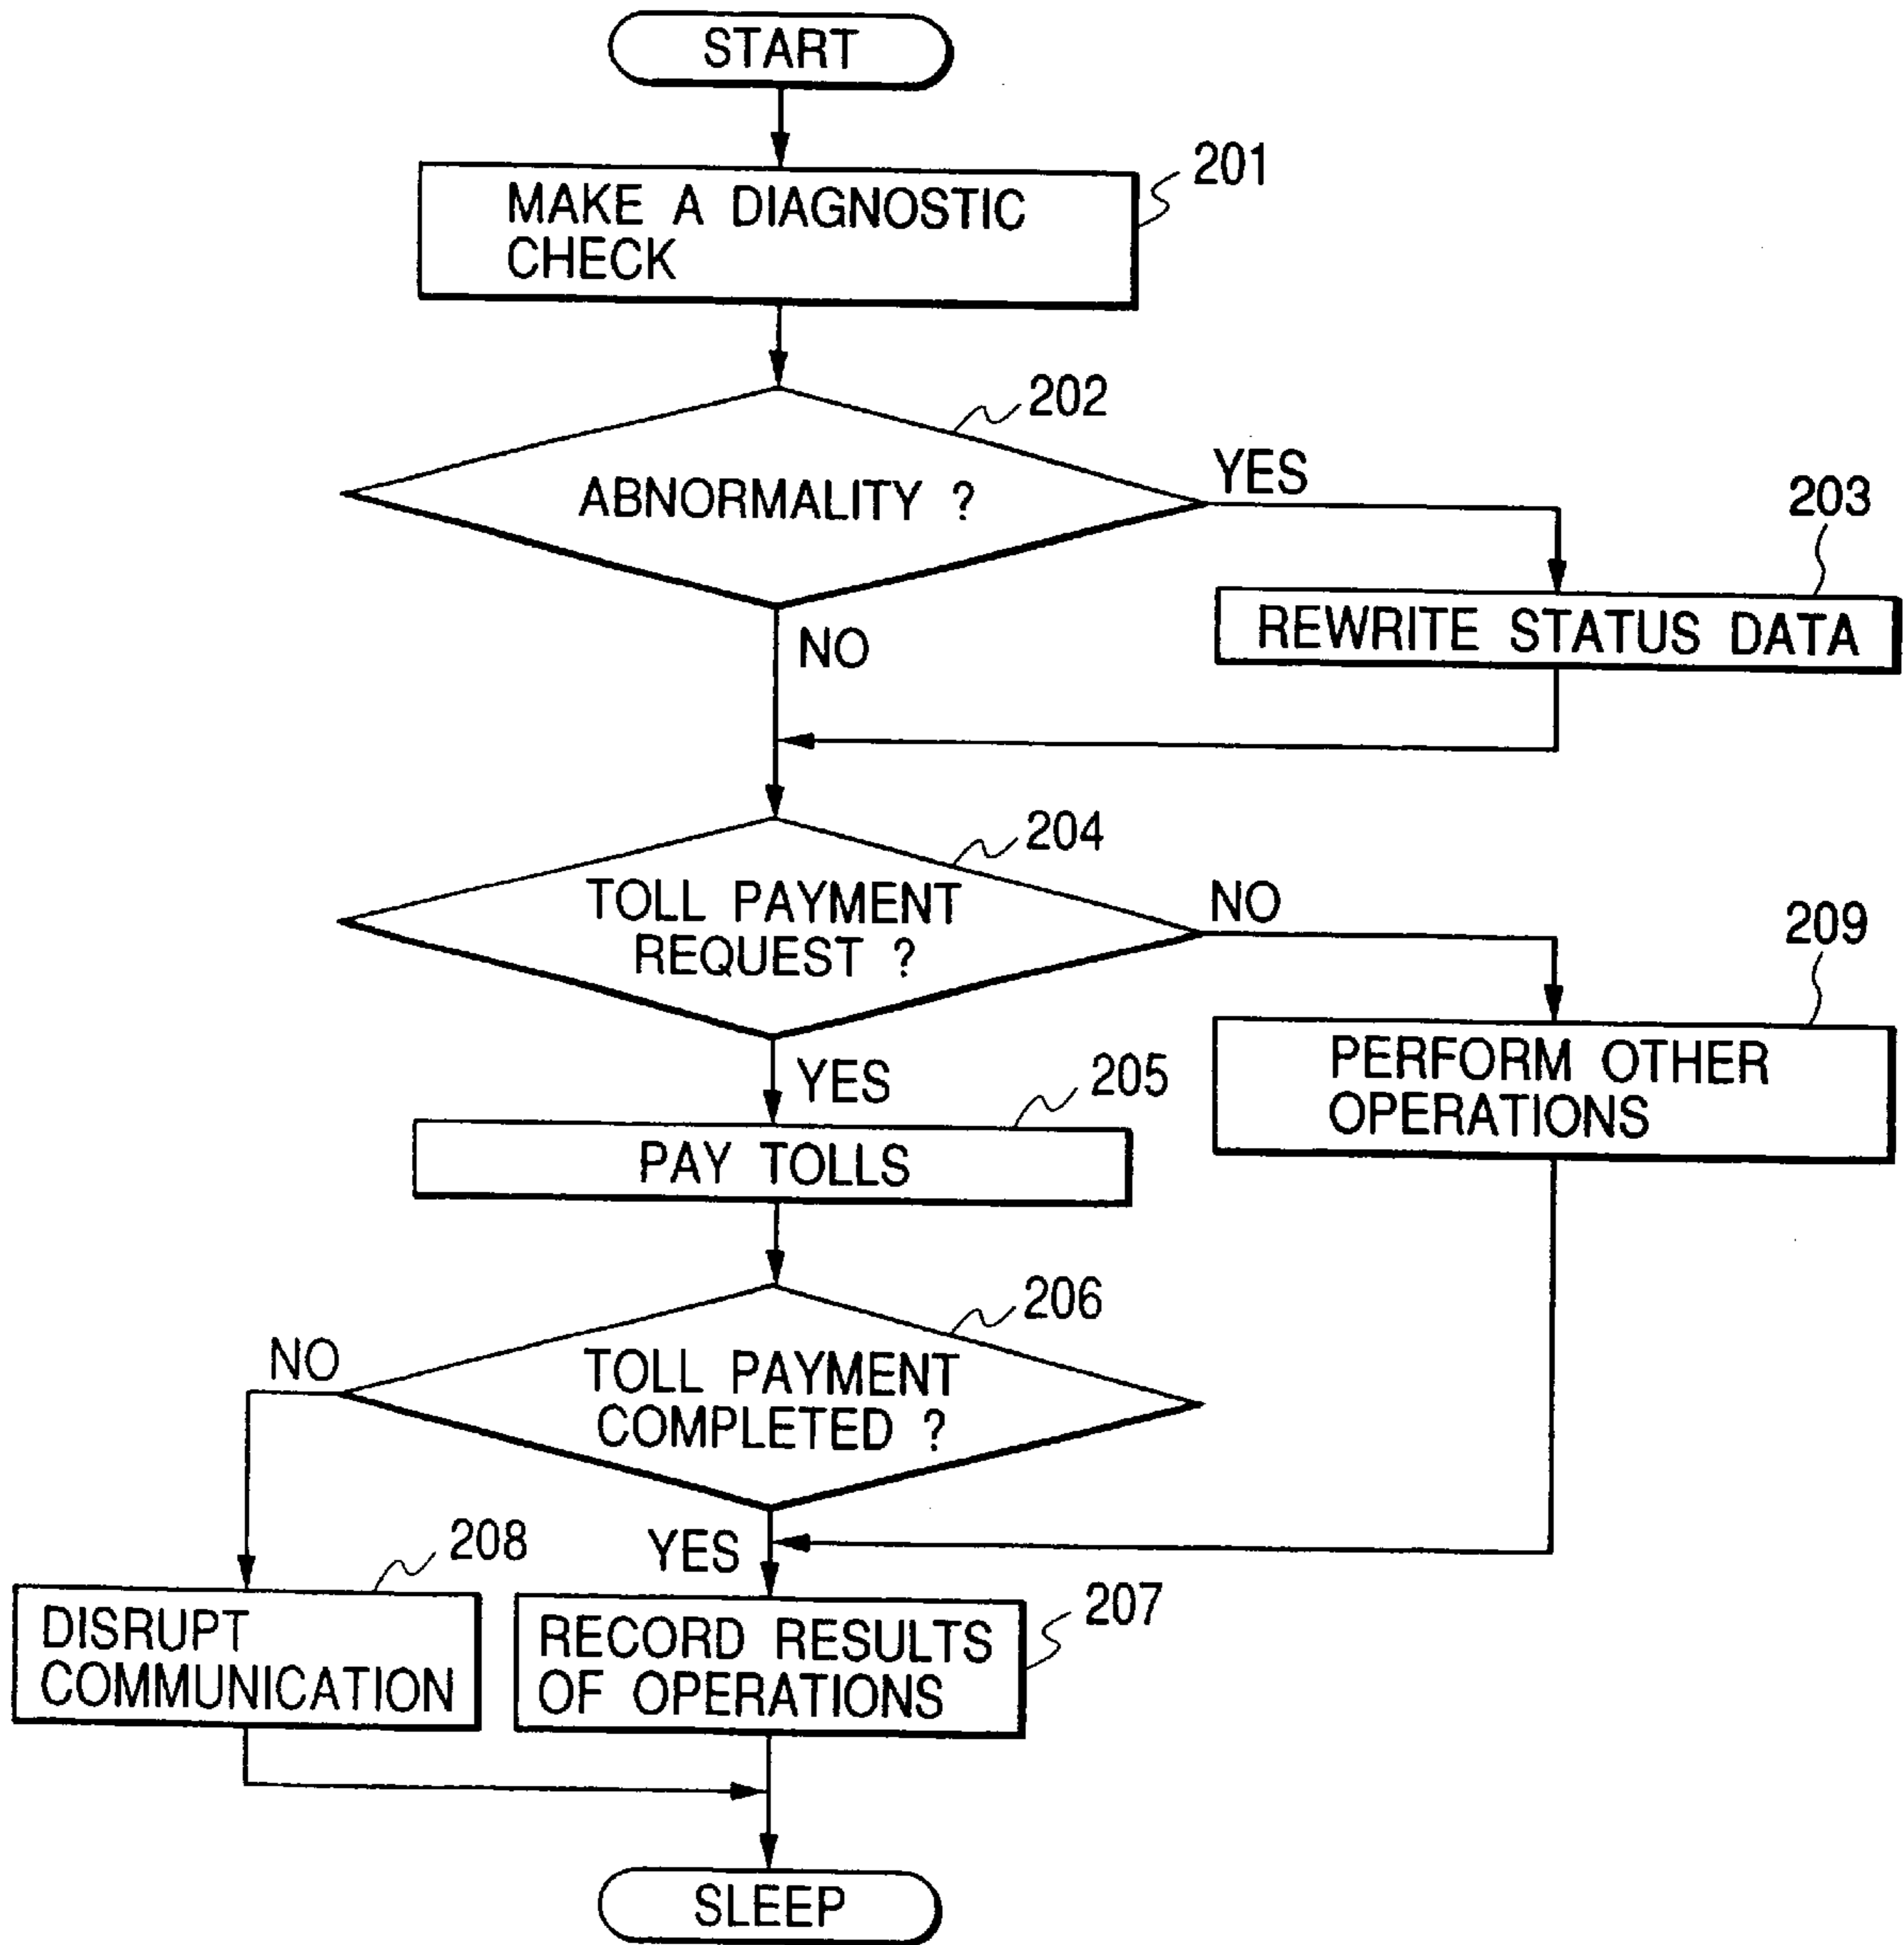 START
201
MAKE A DIAGNOSTIC
CHECK
202
ABNORMALITY ?
YES
203
REWRITE STATUS DATA
NO
204
TOLL PAYMENT
REQUEST ?
NO
209
PERFORM OTHER
OPERATIONS
YES
205
PAY TOLLS
206
TOLL PAYMENT
COMPLETED ?
NO
YES
208
DISRUPT
COMMUNICATION
207
RECORD RESULTS
OF OPERATIONS
SLEEP